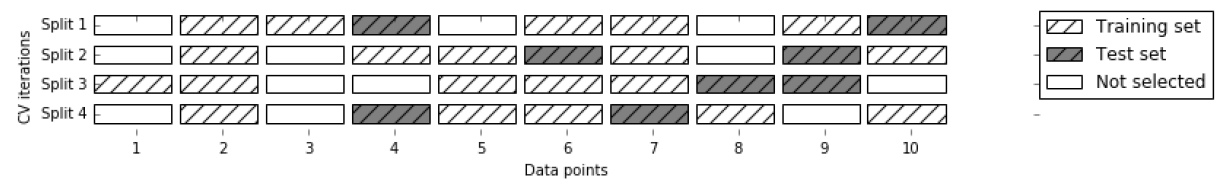 Split 1
Split 2
Split 3
Split 4
CV iterations
1 2 3 4 5 6 7 8 9 10
Data points
Training set
Test set
Not selected